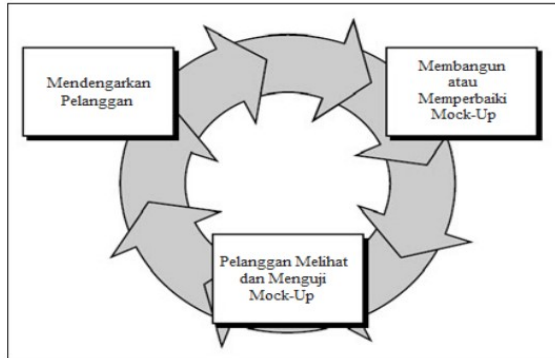 Mendengarkan
Pelanggan
Membangun
atau
Memperbaiki
Mock-Up
Pelanggan Melihat
dan Menguji
Mock-Up